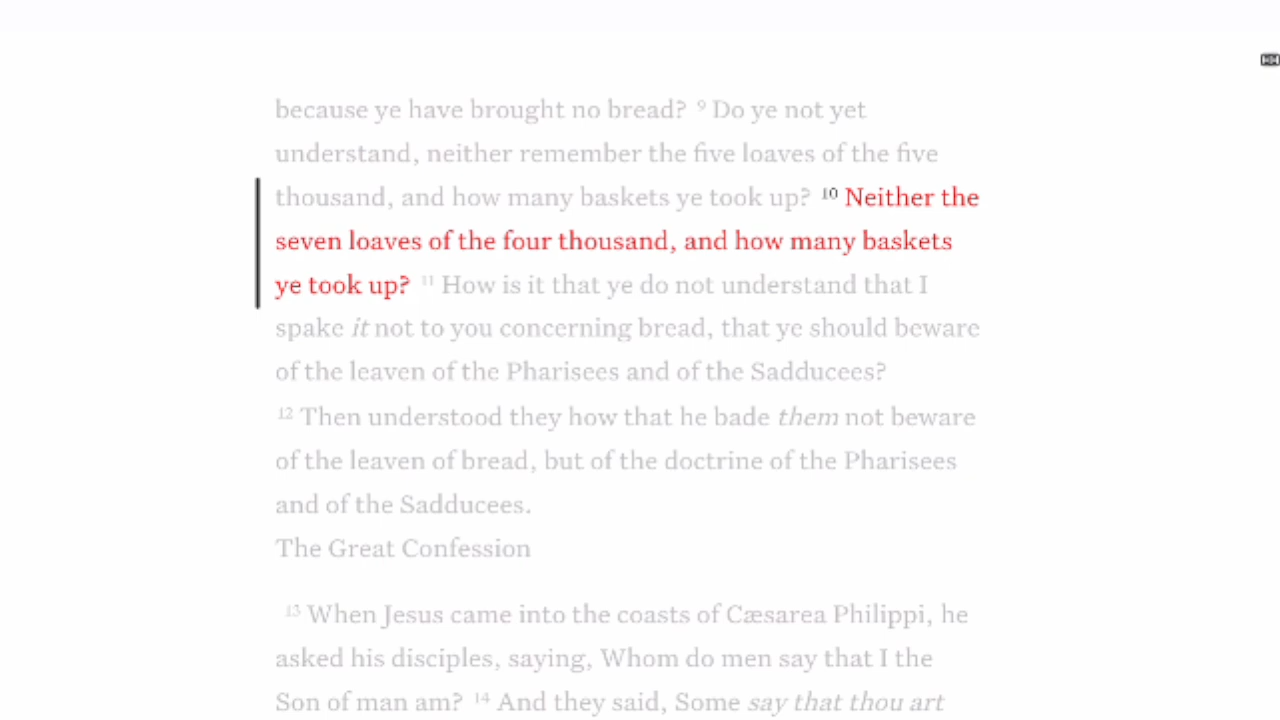 because ye have brought no bread? 9 Do ye not yet
understand, neither remember the five loaves of the five
thousand, and how many baskets ye took up? 10 Neither the
seven loaves of the four thousand, and how many baskets
ye took up? 11 How is it that ye do not understand that I
spake it not to you concerning bread, that ye should beware
of the leaven of the Pharisees and of the Sadducees?
12 Then understood they how that he bade them not beware
of the leaven of bread, but of the doctrine of the Pharisees
and of the Sadducees.
The Great Confession
13 When Jesus came into the coasts of Cæsarea Philippi, he
asked his disciples, saying, Whom do men say that I the
Son of man am? 14 And they said, Some say that thou art